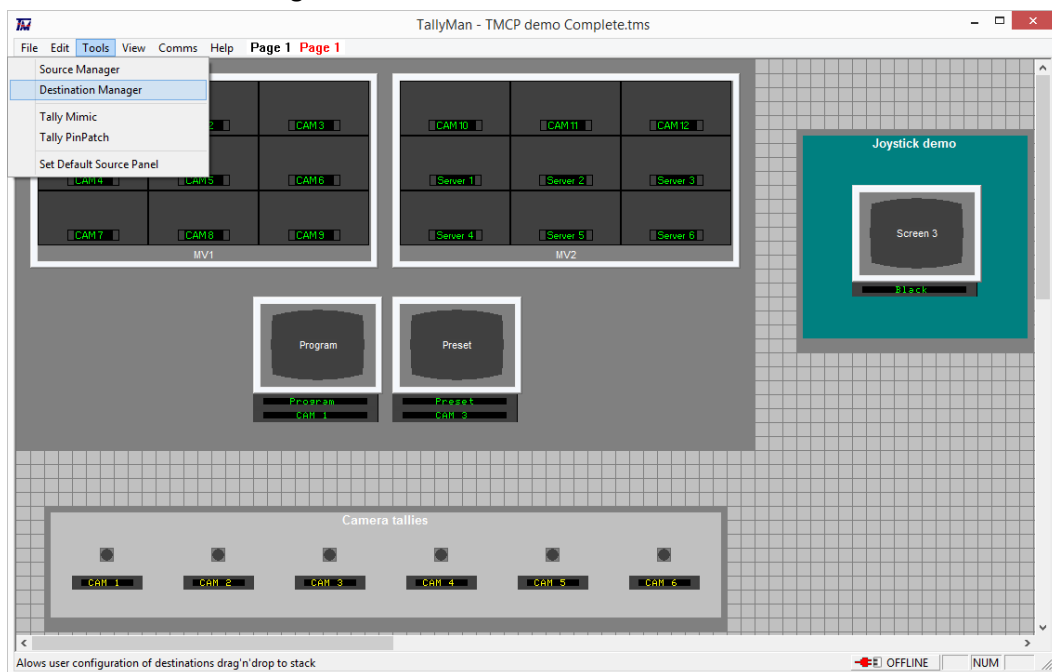 TallyMan - TMCP demo Complete.tms
File Edit Tools View Comms Help Page 1 Page 1
Source Manager
Destination Manager
Tally Mimic
Tally PinPatch
Set Default Source Panel
2 CAM 3 CAM 10 CAM 11 CAM 12
CAM 4 CAM 5 CAM 6 Server 1 Server 2 Server 3
CAM 7 CAM 8 CAM 9 Server 4 Server 5 Server 6
MV1 MV2
Joystick demo
Screen 3
Black
Program Preset
Program Preset
CAM 1 CAM 3
Camera tallies
CAM 1 CAM 2 CAM 3 CAM 4 CAM 5 CAM 6
Alows user configuration of destinations drag'n'drop to stack OFFLINE NUM